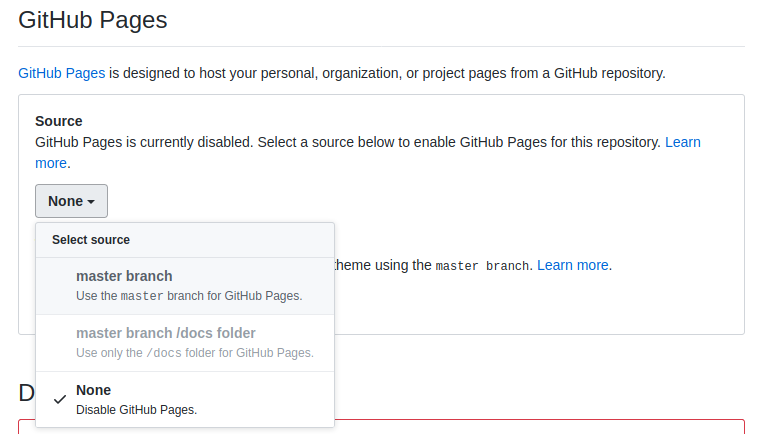 GitHub Pages
GitHub Pages is designed to host your personal, organization, or project pages from a GitHub repository.
Source
GitHub Pages is currently disabled. Select a source below to enable GitHub Pages for this repository. Learn
more.
None
Select source
theme using the master branch. Learn more.
master branch
Use the master branch for GitHub Pages.
master branch /docs folder
Use only the /docs folder for GitHub Pages.
None
Disable GitHub Pages.
D